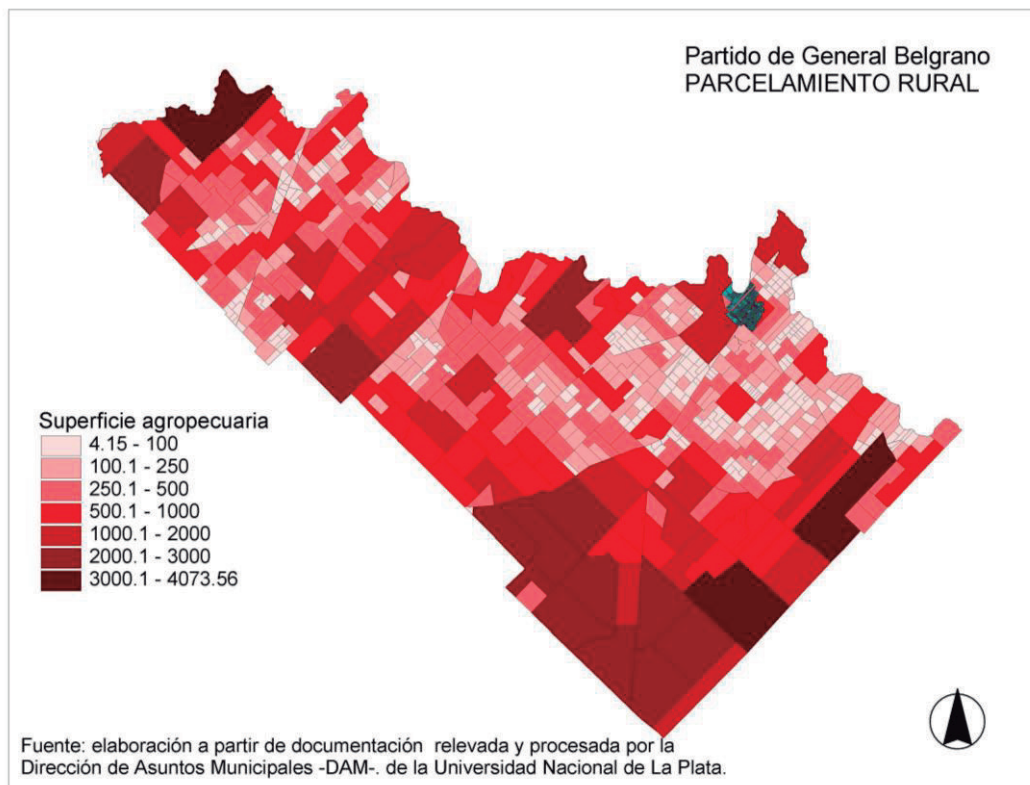 Partido de General Belgrano
PARCELAMIENTO RURAL
Superficie agropecuaria
4.15 - 100
100.1 - 250
250.1 - 500
500.1 - 1000
1000.1 - 2000
2000.1 - 3000
3000.1 - 4073.56
Fuente: elaboración a partir de documentación relevada y procesada por la
Dirección de Asuntos Municipales -DAM-. de la Universidad Nacional de La Plata.